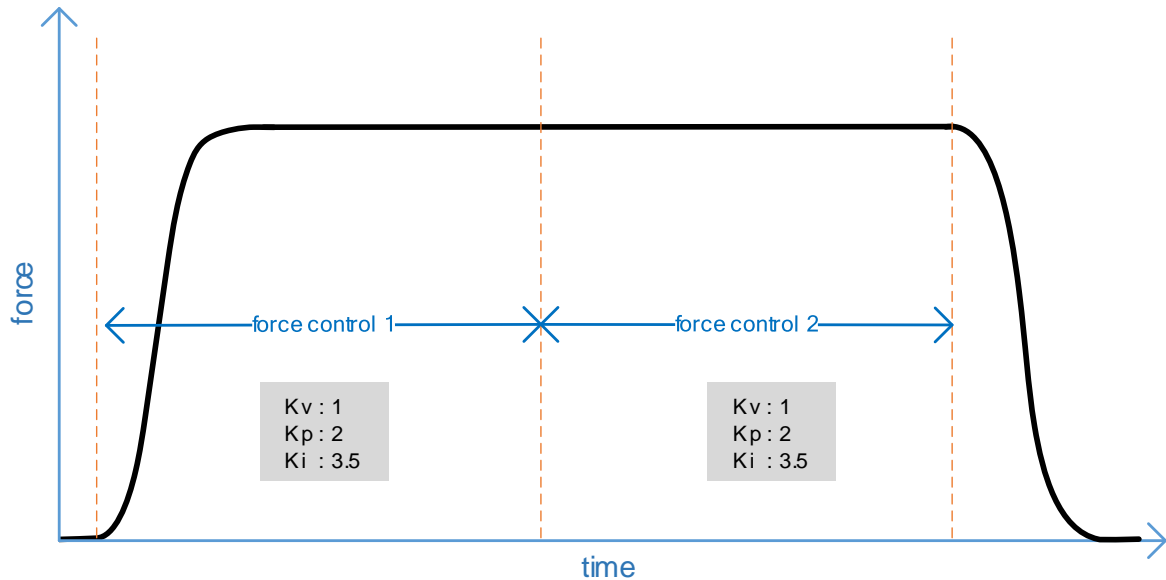 force
force control 1
force control 2
Kv : 1
Kp : 2
Ki : 3.5
Kv : 1
Kp : 2
Ki : 3.5
time